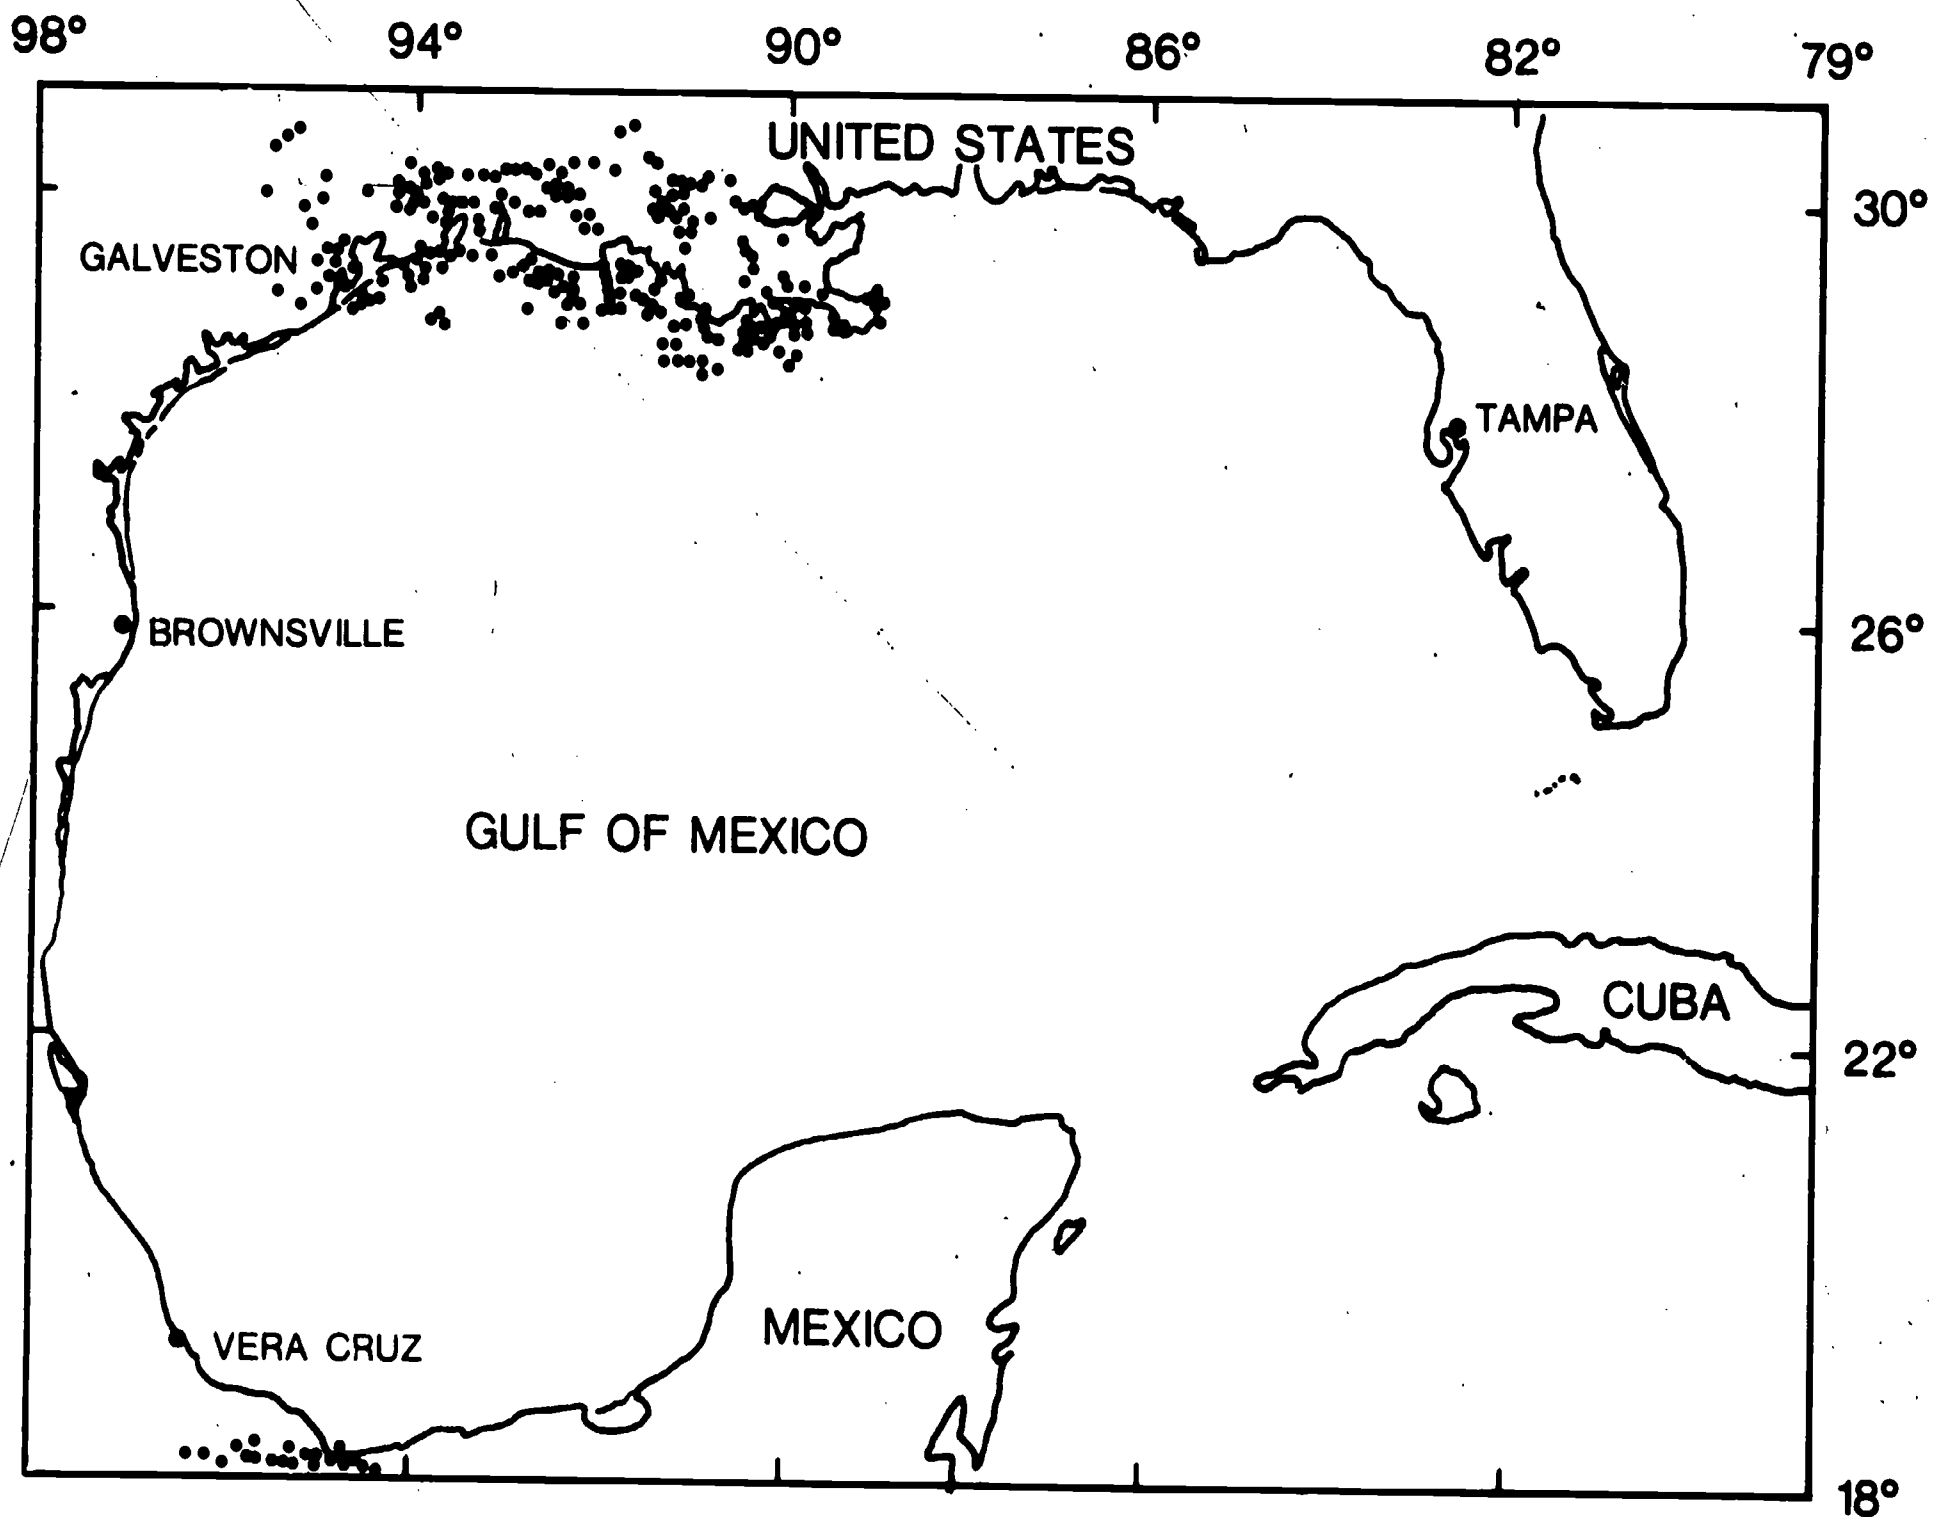 98° 94° 90° 86° 82° 79°
UNITED STATES
30°
GALVESTON
TAMPA
BROWNSVILLE
26°
GULF OF MEXICO
CUBA
22°
MEXICO
VERA CRUZ
18°